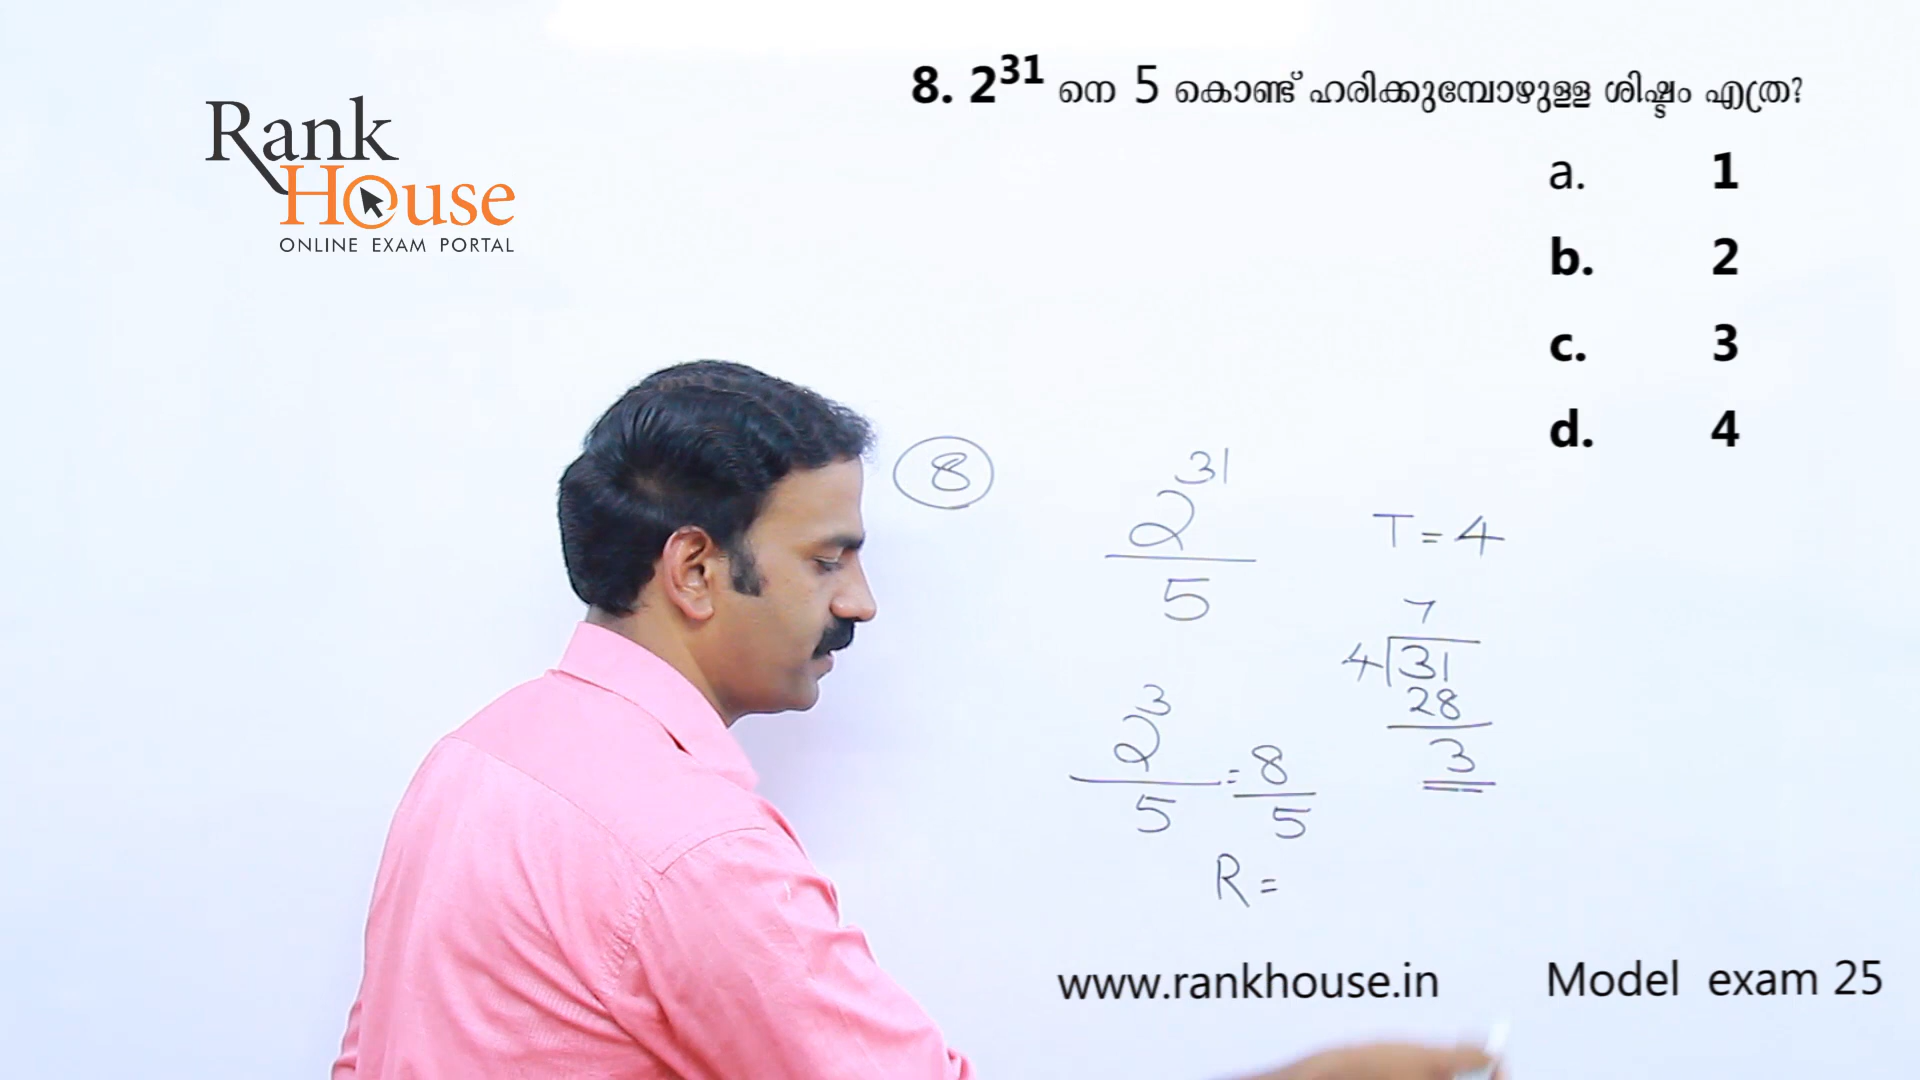 Rank
House
ONLINE EXAM PORTAL
8. 2³¹ നെ 5 കൊണ്ട് ഹരിക്കുമ്പോഴുള്ള ശിഷ്ടം എത്ര?
a. 1
b. 2
c. 3
d. 4
8
2³¹
5
T = 4
7
4 31
28
3
2³
5
= 8
5
R =
www.rankhouse.in Model exam 25